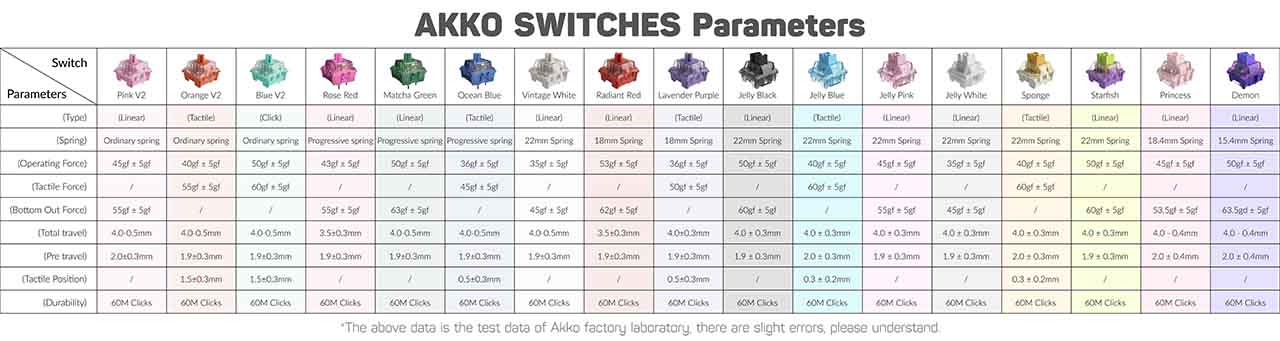 AKKO SWITCHES Parameters
Switch
Parameters
Pink V2 Orange V2 Blue V2 Rose Red Matcha Green Ocean Blue Vintage White Radiant Red Lavender Purple Jelly Black Jelly Blue Jelly Pink Jelly White Sponge Starfish Princess Demon
(Type) (Linear) (Tactile) (Click) (Linear) (Linear) (Tactile) (Linear) (Linear) (Tactile) (Linear) (Tactile) (Linear) (Linear) (Tactile) (Linear) (Linear) (Linear)
(Spring) Ordinary spring Ordinary spring Ordinary spring Progressive spring Progressive spring Progressive spring 22mm Spring 18mm Spring 18mm Spring 22mm Spring 22mm Spring 22mm Spring 22mm Spring 22mm Spring 22mm Spring 18.4mm Spring 15.4mm Spring
(Operating Force) 45gf ± 5gf 40gf ± 5gf 50gf ± 5gf 43gf ± 5gf 50gf ± 5gf 36gf ± 5gf 35gf ± 5gf 53gf ± 5gf 36gf ± 5gf 50gf ± 5gf 40gf ± 5gf 45gf ± 5gf 35gf ± 5gf 40gf ± 5gf 50gf ± 5gf 45gf ± 5gf 50gf ± 5gf
(Tactile Force) / 55gf ± 5gf 60gf ± 5gf / / 45gf ± 5gf / / 50gf ± 5gf / 60gf ± 5gf / / 60gf ± 5gf / / /
(Bottom Out Force) 55gf ± 5gf / / 55gf ± 5gf 63gf ± 5gf / 45gf ± 5gf 62gf ± 5gf / 60gf ± 5gf / 55gf ± 5gf 45gf ± 5gf / 60gf ± 5gf 53.5gf ± 5gf 63.5gd ± 5gf
(Total travel) 4.0-0.5mm 4.0-0.5mm 4.0-0.5mm 3.5±0.3mm 4.0-0.5mm 4.0-0.5mm 4.0-0.5mm 3.5±0.3mm 4.0±0.3mm 4.0 ± 0.3mm 4.0 ± 0.3mm 4.0 ± 0.3mm 4.0 ± 0.3mm 4.0 ± 0.3mm 4.0 ± 0.3mm 4.0 - 0.4mm 4.0 - 0.4mm
(Pre travel) 2.0±0.3mm 1.9±0.3mm 1.9±0.3mm 1.9±0.3mm 1.9±0.3mm 1.9±0.3mm 1.9±0.3mm 1.9±0.3mm 1.9±0.3mm 1.9 ± 0.3mm 2.0 ± 0.3mm 1.9 ± 0.3mm 1.9 ± 0.3mm 2.0 ± 0.3mm 1.9 ± 0.3mm 2.0 ± 0.4mm 2.0 ± 0.4mm
(Tactile Position) / 1.5±0.3mm 1.5±0.3mm / / 0.5±0.3mm / / 0.5±0.3mm / 0.3 ± 0.2mm / / 0.3 ± 0.2mm / / /
(Durability) 60M Clicks 60M Clicks 60M Clicks 60M Clicks 60M Clicks 60M Clicks 60M Clicks 60M Clicks 60M Clicks 60M Clicks 60M Clicks 60M Clicks 60M Clicks 60M Clicks 60M Clicks 60M Clicks 60M Clicks
*The above data is the test data of Akko factory laboratory, there are slight errors, please understand.